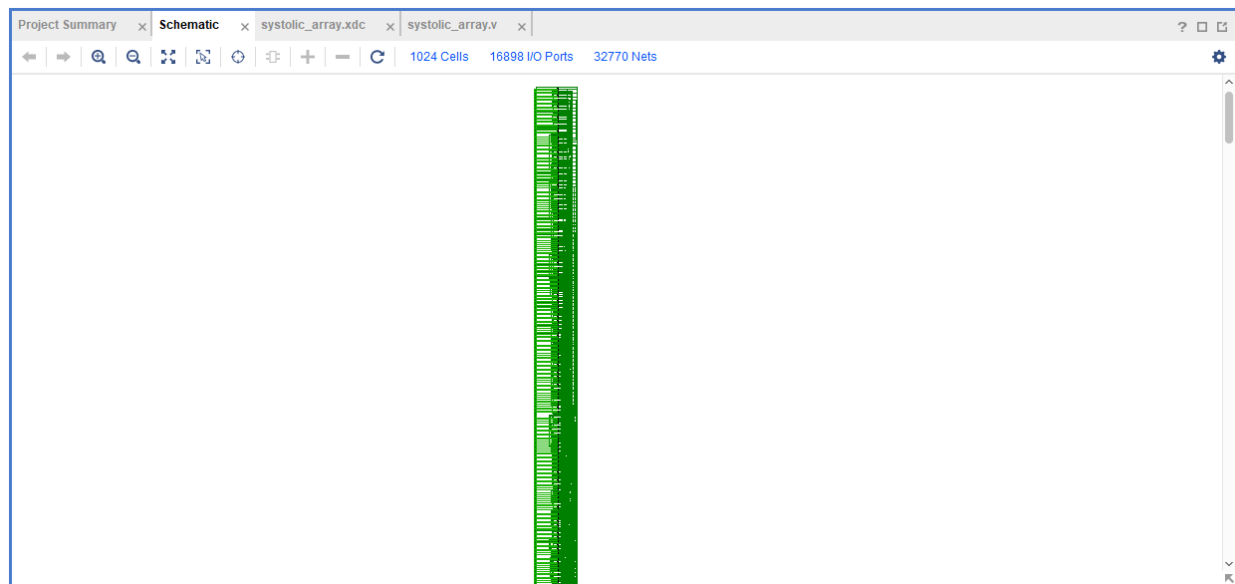 Project Summary × Schematic × systolic_array.xdc × systolic_array.v × ?
1024 Cells 16898 I/O Ports 32770 Nets